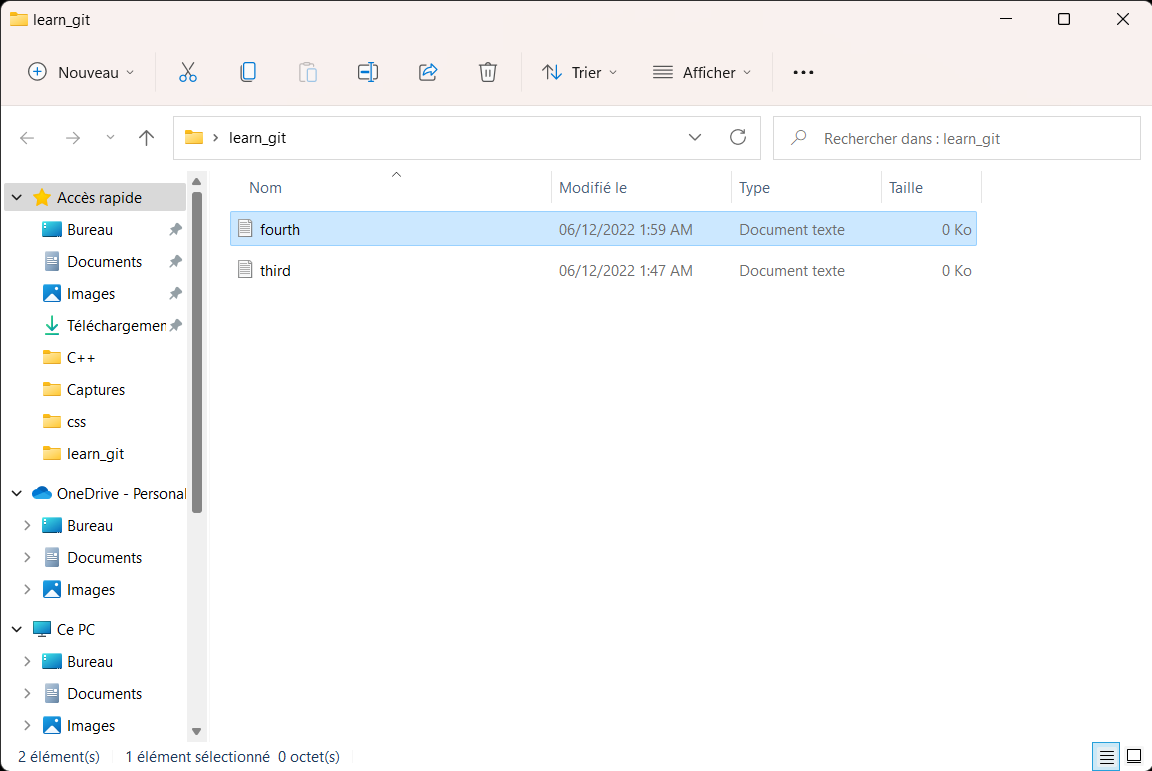 learn_git
Nouveau
Trier
Afficher
learn_git
Rechercher dans : learn_git
Nom Modifié le Type Taille
fourth 06/12/2022 1:59 AM Document texte 0 Ko
third 06/12/2022 1:47 AM Document texte 0 Ko
Accès rapide
Bureau
Documents
Images
Téléchargemen
C++
Captures
css
learn_git
OneDrive - Personal
Bureau
Documents
Images
Ce PC
Bureau
Documents
Images
2 élément(s) 1 élément sélectionné 0 octet(s)